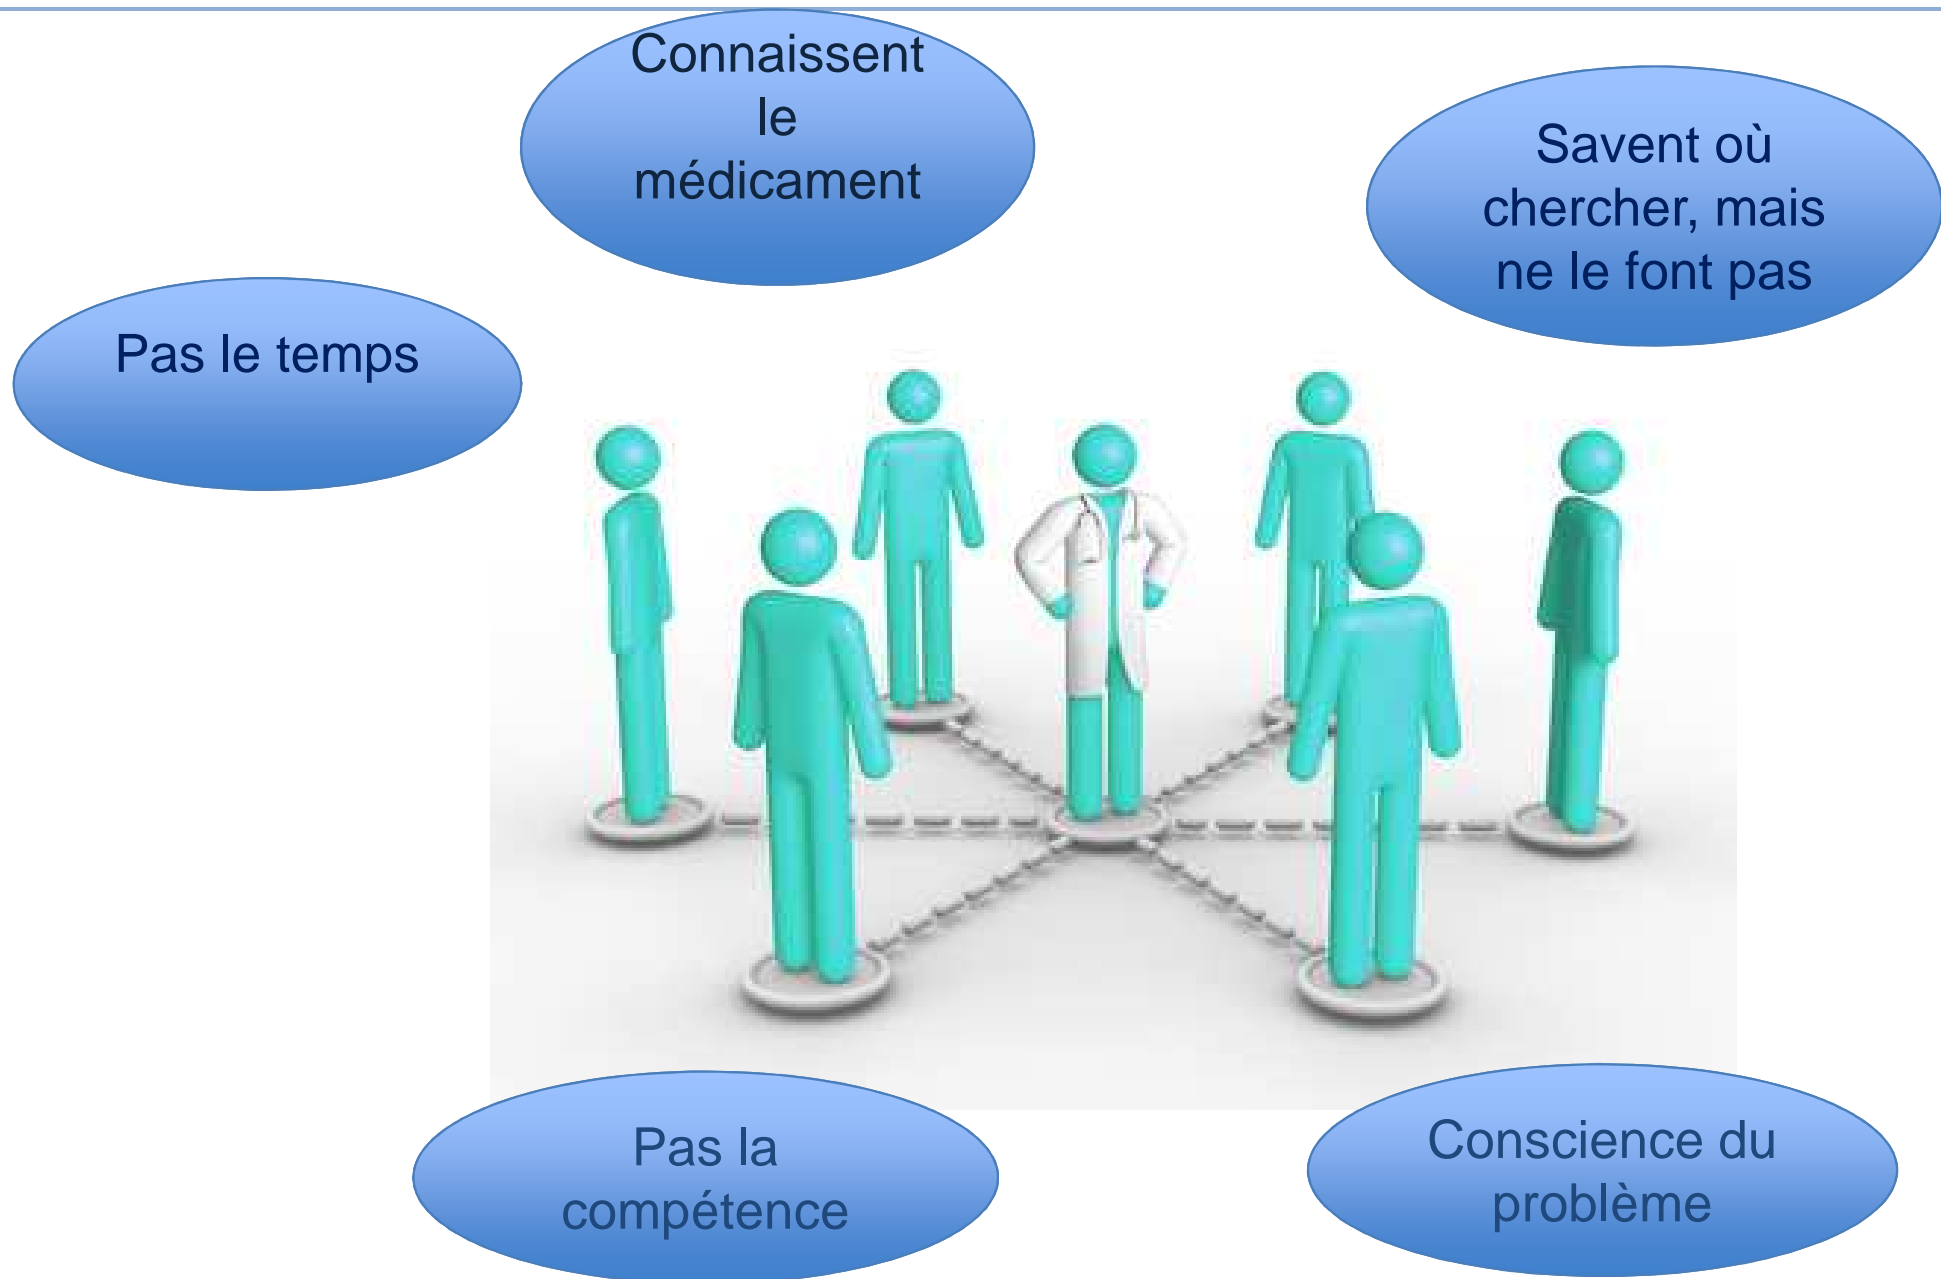 Connaissent
le
médicament
Savent où
chercher, mais
ne le font pas
Pas le temps
Pas la
compétence
Conscience du
problème